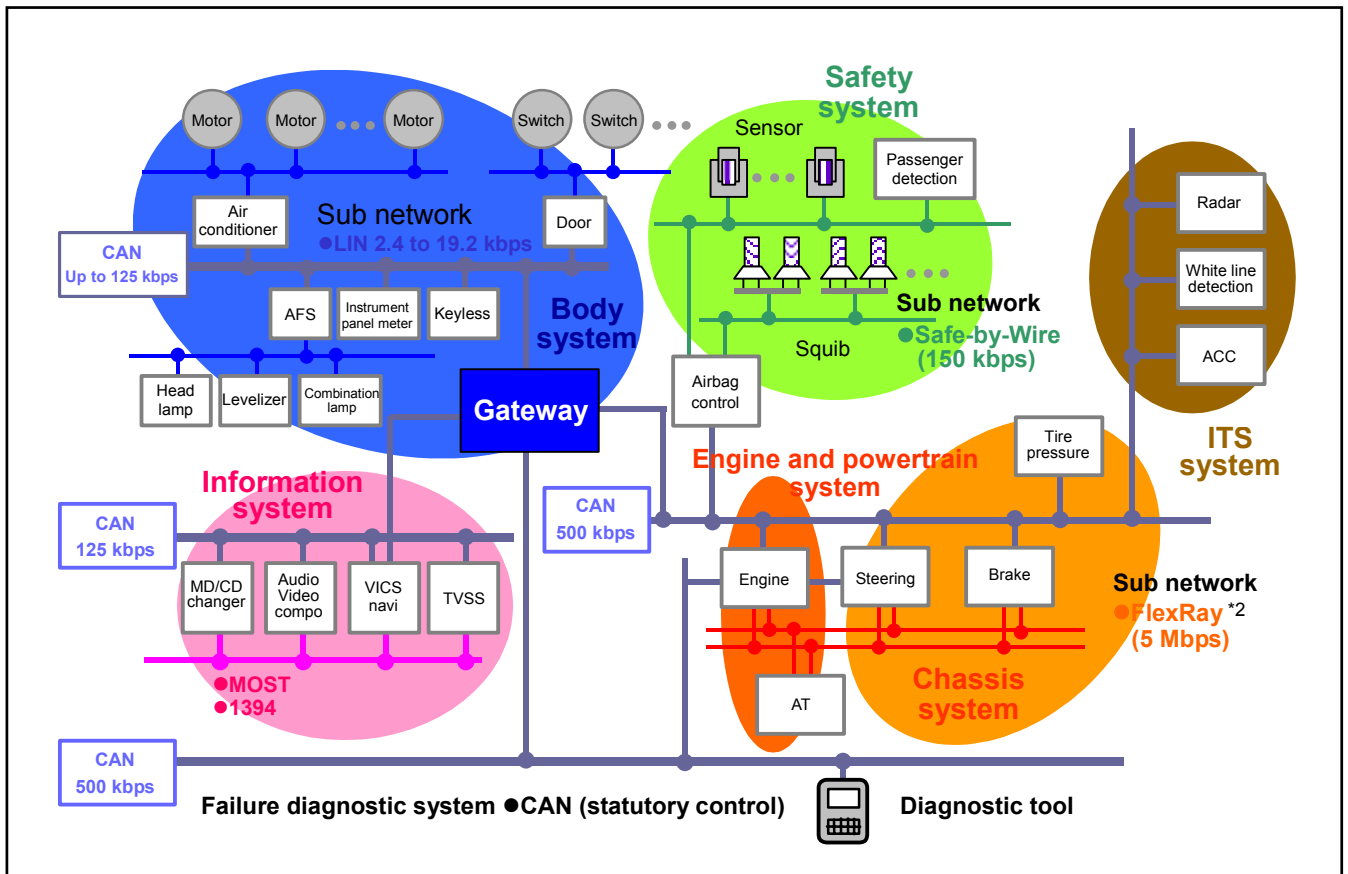 Motor
Motor
Motor
Switch
Switch
Air
conditioner
Sub network
●LIN 2.4 to 19.2 kbps
Door
CAN
Up to 125 kbps
AFS
Instrument
panel meter
Keyless
Body
system
Head
lamp
Levelizer
Combination
lamp
Gateway
Safety
system
Sensor
Passenger
detection
Sub network
●Safe-by-Wire
(150 kbps)
Squib
Airbag
control
Radar
White line
detection
ACC
ITS
system
Tire
pressure
Engine and powertrain
system
CAN
500 kbps
Engine
Steering
Brake
Sub network
●FlexRay *2
(5 Mbps)
AT
Chassis
system
Information
system
CAN
125 kbps
MD/CD
changer
Audio
Video
compo
VICS
navi
TVSS
●MOST
●1394
CAN
500 kbps
Failure diagnostic system ●CAN (statutory control)
Diagnostic tool